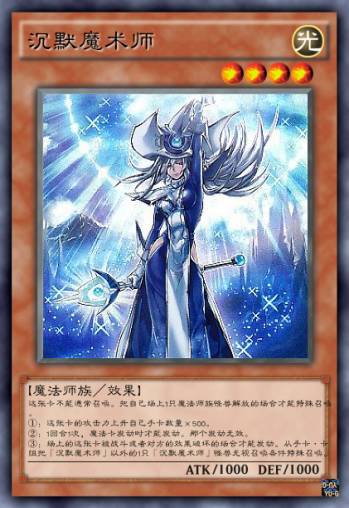 沉默魔术师
光
【魔法师族／效果】
这张卡不能通常召唤。把自己场上1只魔法师族怪兽解放的场合才能特殊召唤。
①：这张卡的攻击力上升自己手卡数量×500。
②：1回合1次，魔法卡发动时才能发动。那个发动无效。
③：场上的这张卡被战斗或者对方的效果破坏的场合才能发动。从手卡·卡组把「沉默魔术师」以外的1只「沉默魔术师」怪兽无视召唤条件特殊召唤。
ATK/1000 DEF/1000